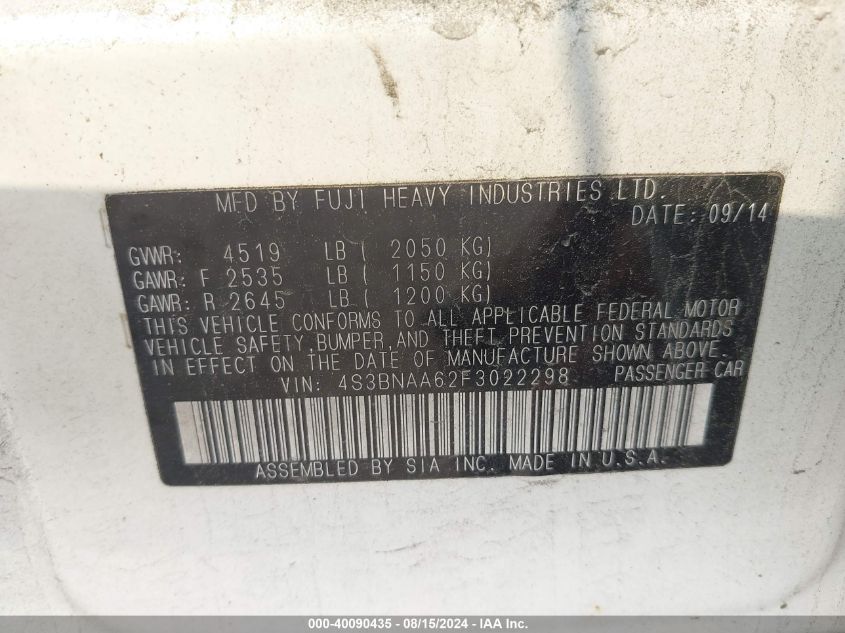 MFD BY FUJI HEAVY INDUSTRIES LTD.
DATE: 09/14
GVWR: 4519 LB ( 2050 KG)
GAWR: F 2535 LB ( 1150 KG)
GAWR: R 2645 LB ( 1200 KG)
THIS VEHICLE CONFORMS TO ALL APPLICABLE FEDERAL MOTOR
VEHICLE SAFETY,BUMPER,AND THEFT PREVENTION STANDARDS
IN EFFECT ON THE DATE OF MANUFACTURE SHOWN ABOVE.
VIN: 4S3BNAA62F3022298 PASSENGER CAR
ASSEMBLED BY SIA INC. MADE IN U.S.A.
000-40090435 - 08/15/2024 - IAA Inc.